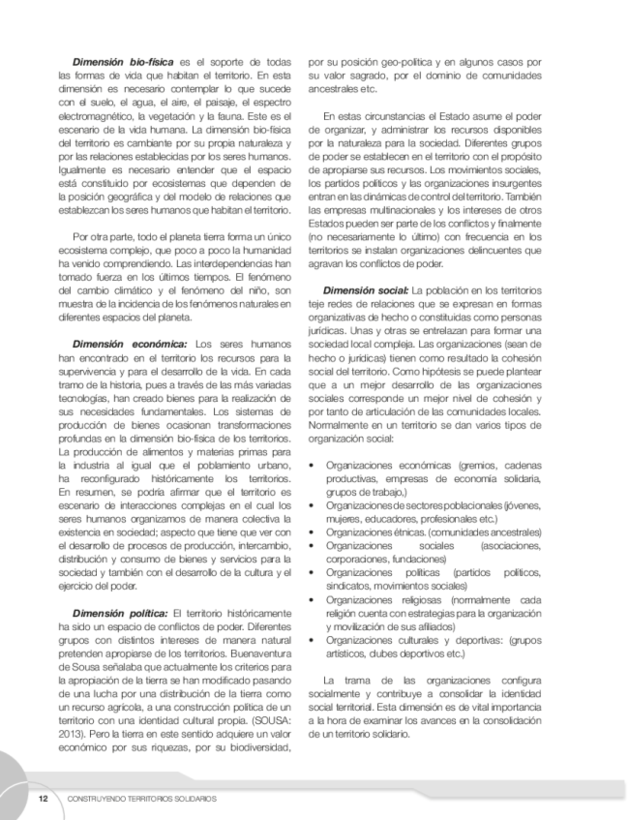 Dimensión bio-física es el soporte de todas
las formas de vida que habitan el territorio. En esta
dimensión es necesario contemplar lo que sucede
con el suelo, el agua, el aire, el paisaje, el espectro
electromagnético, la vegetación y la fauna. Este es el
escenario de la vida humana. La dimensión bio-física
del territorio es cambiante por su propia naturaleza y
por las relaciones establecidas por los seres humanos.
Igualmente es necesario entender que el espacio
está constituido por ecosistemas que dependen de
la posición geográfica y del modelo de relaciones que
establezcan los seres humanos que habitan el territorio.
Por otra parte, todo el planeta tierra forma un único
ecosistema complejo, que poco a poco la humanidad
ha venido comprendiendo. Las interdependencias han
tomado fuerza en los últimos tiempos. El fenómeno
del cambio climático y el fenómeno del niño, son
muestra de la incidencia de los fenómenos naturales en
diferentes espacios del planeta.
Dimensión económica: Los seres humanos
han encontrado en el territorio los recursos para la
supervivencia y para el desarrollo de la vida. En cada
tramo de la historia, pues a través de las más variadas
tecnologías, han creado bienes para la realización de
sus necesidades fundamentales. Los sistemas de
producción de bienes ocasionan transformaciones
profundas en la dimensión bio-física de los territorios.
La producción de alimentos y materias primas para
la industria al igual que el poblamiento urbano,
ha reconfigurado históricamente los territorios.
En resumen, se podría afirmar que el territorio es
escenario de interacciones complejas en el cual los
seres humanos organizamos de manera colectiva la
existencia en sociedad; aspecto que tiene que ver con
el desarrollo de procesos de producción, intercambio,
distribución y consumo de bienes y servicios para la
sociedad y también con el desarrollo de la cultura y el
ejercicio del poder.
Dimensión política: El territorio históricamente
ha sido un espacio de conflictos de poder. Diferentes
grupos con distintos intereses de manera natural
pretenden apropiarse de los territorios. Buenaventura
de Sousa señalaba que actualmente los criterios para
la apropiación de la tierra se han modificado pasando
de una lucha por una distribución de la tierra como
un recurso agrícola, a una construcción política de un
territorio con una identidad cultural propia. (SOUSA:
2013). Pero la tierra en este sentido adquiere un valor
económico por sus riquezas, por su biodiversidad,
por su posición geo-política y en algunos casos por
su valor sagrado, por el dominio de comunidades
ancestrales etc.
En estas circunstancias el Estado asume el poder
de organizar, y administrar los recursos disponibles
por la naturaleza para la sociedad. Diferentes grupos
de poder se establecen en el territorio con el propósito
de apropiarse sus recursos. Los movimientos sociales,
los partidos políticos y las organizaciones insurgentes
entran en las dinámicas de control del territorio. También
las empresas multinacionales y los intereses de otros
Estados pueden ser parte de los conflictos y finalmente
(no necesariamente lo último) con frecuencia en los
territorios se instalan organizaciones delincuentes que
agravan los conflictos de poder.
Dimensión social: La población en los territorios
teje redes de relaciones que se expresan en formas
organizativas de hecho o constituidas como personas
jurídicas. Unas y otras se entrelazan para formar una
sociedad local compleja. Las organizaciones (sean de
hecho o jurídicas) tienen como resultado la cohesión
social del territorio. Como hipótesis se puede plantear
que a un mejor desarrollo de las organizaciones
sociales corresponde un mejor nivel de cohesión y
por tanto de articulación de las comunidades locales.
Normalmente en un territorio se dan varios tipos de
organización social:
• Organizaciones económicas (gremios, cadenas
productivas, empresas de economía solidaria,
grupos de trabajo,)
• Organizaciones de sectores poblacionales (jóvenes,
mujeres, educadores, profesionales etc.)
• Organizaciones étnicas. (comunidades ancestrales)
• Organizaciones sociales (asociaciones,
corporaciones, fundaciones)
• Organizaciones políticas (partidos políticos,
sindicatos, movimientos sociales)
• Organizaciones religiosas (normalmente cada
religión cuenta con estrategias para la organización
y movilización de sus afiliados)
• Organizaciones culturales y deportivas: (grupos
artísticos, clubes deportivos etc.)
La trama de las organizaciones configura
socialmente y contribuye a consolidar la identidad
social territorial. Esta dimensión es de vital importancia
a la hora de examinar los avances en la consolidación
de un territorio solidario.
12 CONSTRUYENDO TERRITORIOS SOLIDARIOS